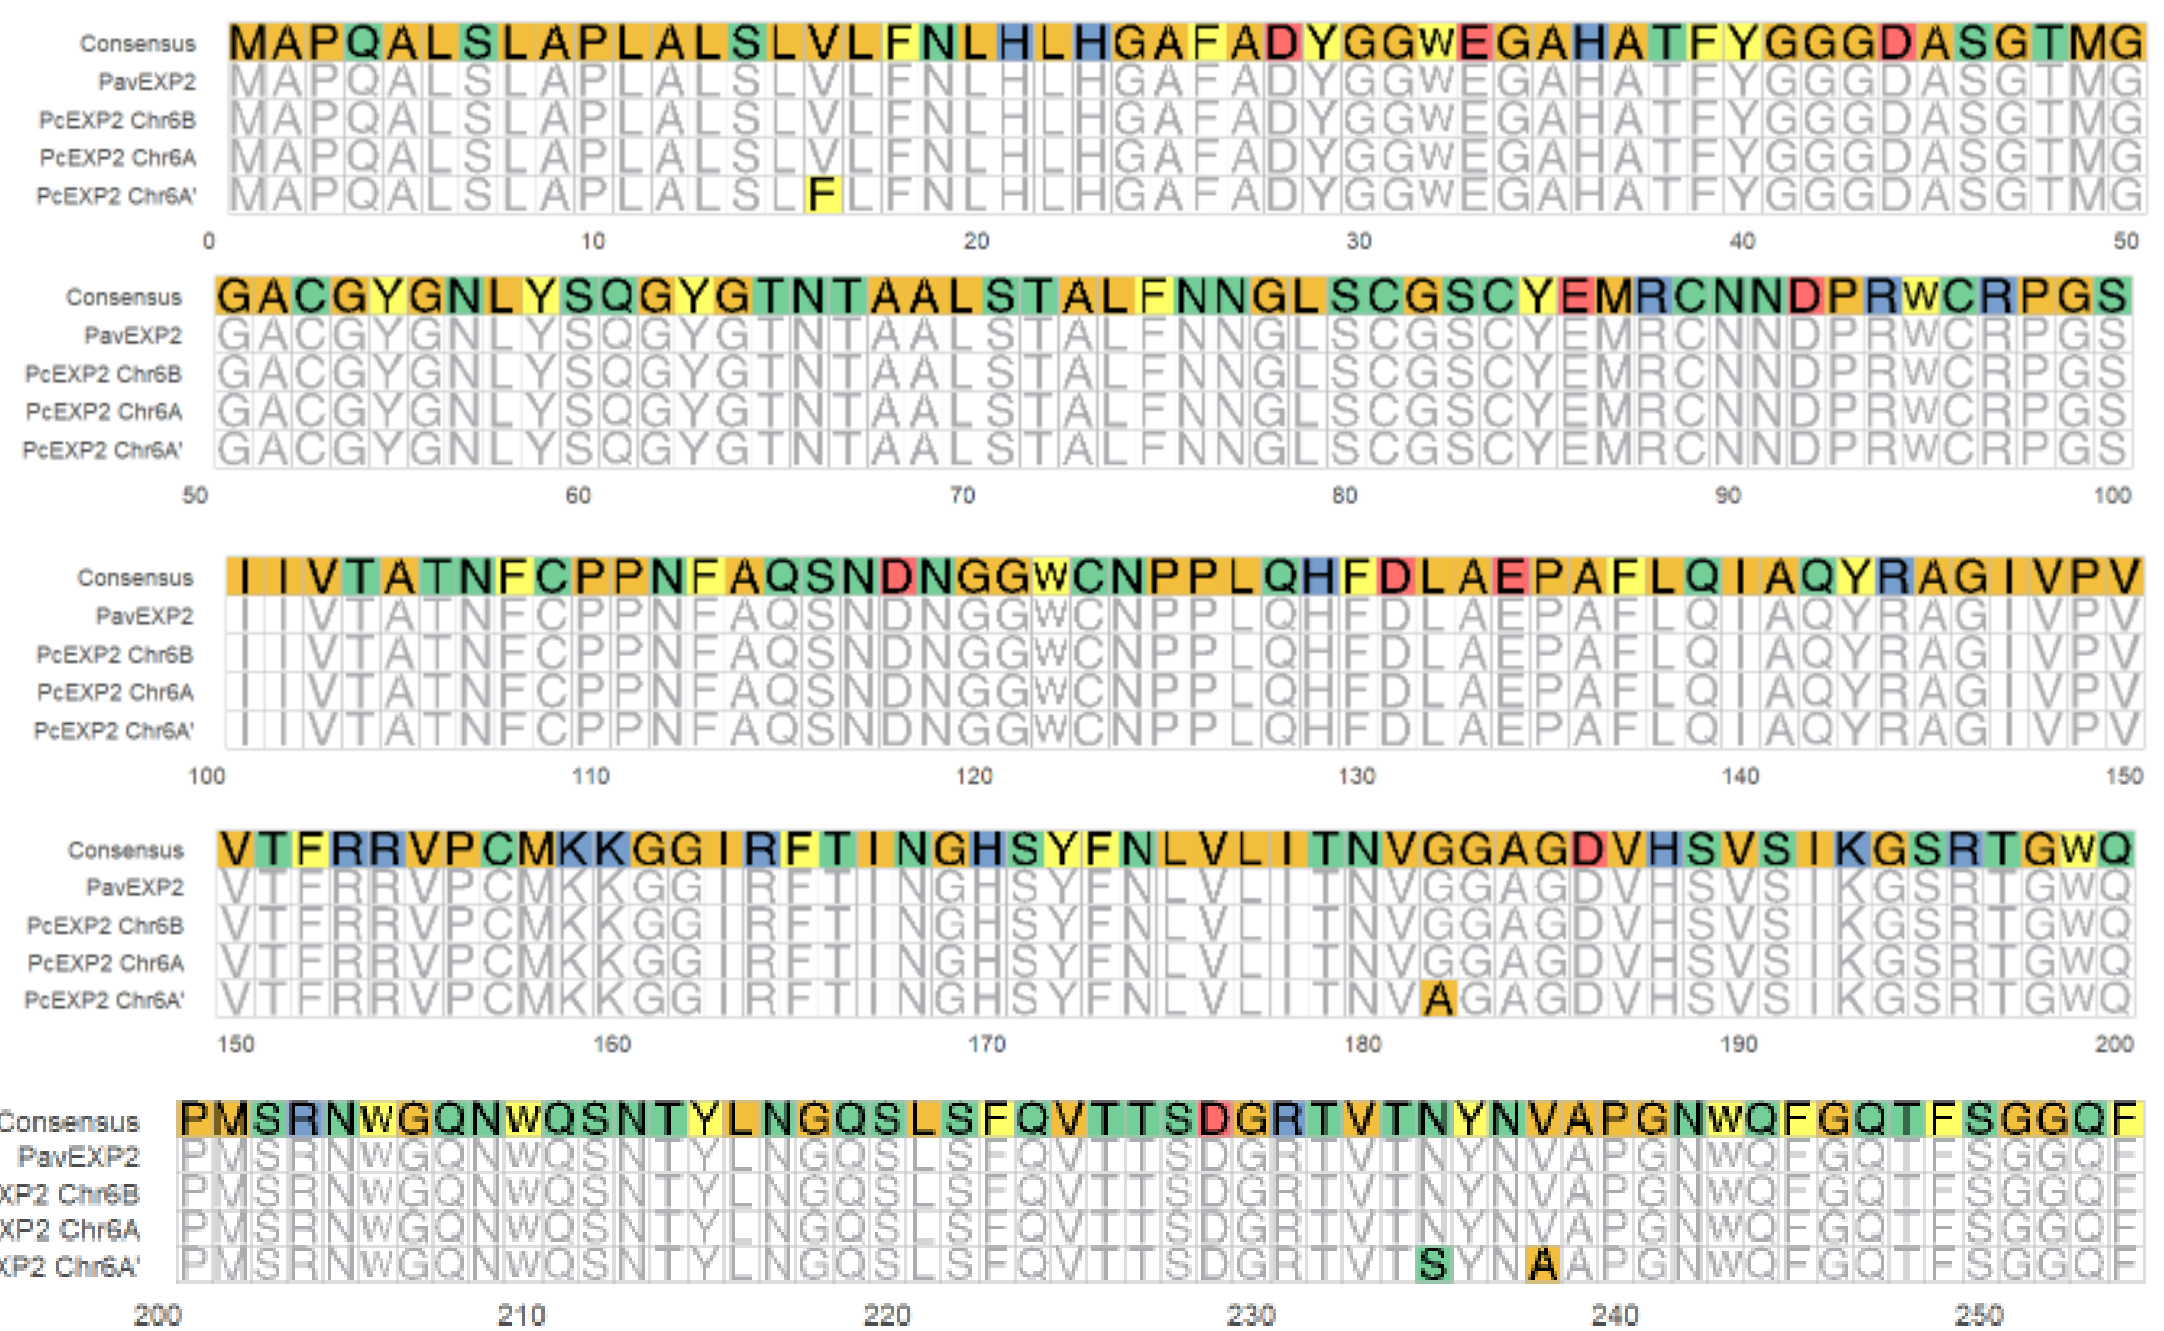 Consensus MAPQALSLAPLALSLVLFNLHLHGAFADYGGWEGAHATFYGGGDASGTMG
PavEXP2 MAPQALSLAPLALSLVLFNLHLHGAFADYGGWEGAHATFYGGGDASGTMG
PcEXP2 Chr6B MAPQALSLAPLALSLVLFNLHLHGAFADYGGWEGAHATFYGGGDASGTMG
PcEXP2 Chr6A MAPQALSLAPLALSLVLFNLHLHGAFADYGGWEGAHATFYGGGDASGTMG
PcEXP2 Chr6A' MAPQALSLAPLALSLFLFNLHLHGAFADYGGWEGAHATFYGGGDASGTMG
0 10 20 30 40 50
Consensus GACGYGNLYSQGYGTNTAALSTALFNNGLSCGSCYEMRCNNDPRWCRPGS
PavEXP2 GACGYGNLYSQGYGTNTAALSTALFNNGLSCGSCYEMRCNNDPRWCRPGS
PcEXP2 Chr6B GACGYGNLYSQGYGTNTAALSTALFNNGLSCGSCYEMRCNNDPRWCRPGS
PcEXP2 Chr6A GACGYGNLYSQGYGTNTAALSTALFNNGLSCGSCYEMRCNNDPRWCRPGS
PcEXP2 Chr6A' GACGYGNLYSQGYGTNTAALSTALFNNGLSCGSCYEMRCNNDPRWCRPGS
50 60 70 80 90 100
Consensus IIVTATNFCPPNFAQSNDNGGWCNPPLQHFDLAEPAFLQIAQYRAGIVPV
PavEXP2 IIVTATNFCPPNFAQSNDNGGWCNPPLQHFDLAEPAFLQIAQYRAGIVPV
PcEXP2 Chr6B IIVTATNFCPPNFAQSNDNGGWCNPPLQHFDLAEPAFLQIAQYRAGIVPV
PcEXP2 Chr6A IIVTATNFCPPNFAQSNDNGGWCNPPLQHFDLAEPAFLQIAQYRAGIVPV
PcEXP2 Chr6A' IIVTATNFCPPNFAQSNDNGGWCNPPLQHFDLAEPAFLQIAQYRAGIVPV
100 110 120 130 140 150
Consensus VTFRRVPCMKKGGIRFTINGHSYFNLVLITNVGGAGDVHSVSIKGSRTGWQ
PavEXP2 VTFRRVPCMKKGGIRFTINGHSYFNLVLITNVGGAGDVHSVSIKGSRTGWQ
PcEXP2 Chr6B VTFRRVPCMKKGGIRFTINGHSYFNLVLITNVGGAGDVHSVSIKGSRTGWQ
PcEXP2 Chr6A VTFRRVPCMKKGGIRFTINGHSYFNLVLITNVGGAGDVHSVSIKGSRTGWQ
PcEXP2 Chr6A' VTFRRVPCMKKGGIRFTINGHSYFNLVLITNVAGAGDVHSVSIKGSRTGWQ
150 160 170 180 190 200
Consensus PMSRNWGQNWQSNTYLNGQSLSFQVTTSDGRTVTNYNVAPGNWQFGQTFSGGQF
PavEXP2 PMSRNWGQNWQSNTYLNGQSLSFQVTTSDGRTVTNYNVAPGNWQFGQTFSGGQF
XP2 Chr6B PMSRNWGQNWQSNTYLNGQSLSFQVTTSDGRTVTNYNVAPGNWQFGQTFSGGQF
XP2 Chr6A PMSRNWGQNWQSNTYLNGQSLSFQVTTSDGRTVTNYNVAPGNWQFGQTFSGGQF
XP2 Chr6A' PMSRNWGQNWQSNTYLNGQSLSFQVTTSDGRTVTSYNAAPGNWQFGQTFSGGQF
200 210 220 230 240 250